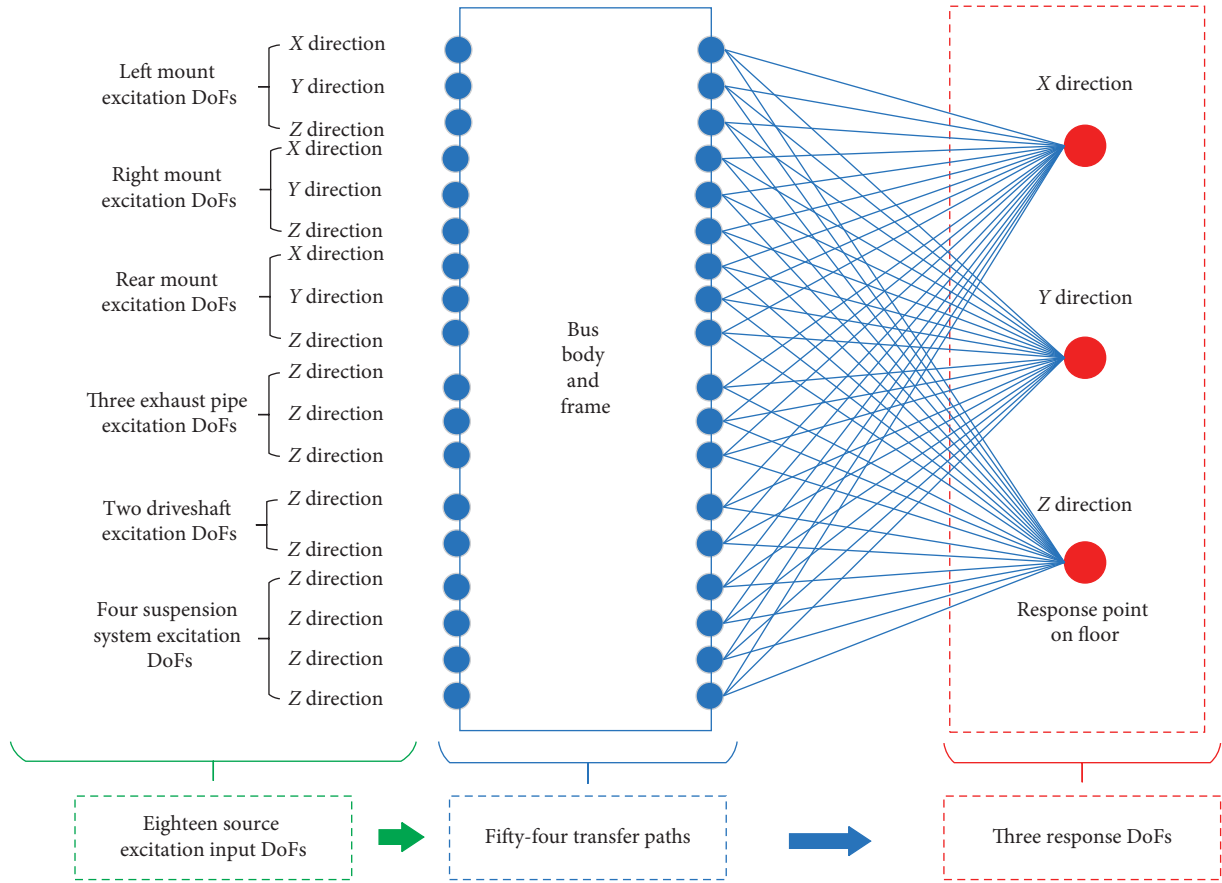 Left mount
excitation DoFs
X direction
Y direction
Z direction
Right mount
excitation DoFs
X direction
Y direction
Z direction
Rear mount
excitation DoFs
X direction
Y direction
Z direction
Three exhaust pipe
excitation DoFs
Z direction
Z direction
Z direction
Two driveshaft
excitation DoFs
Z direction
Z direction
Four suspension
system excitation
DoFs
Z direction
Z direction
Z direction
Z direction
Bus
body
and
frame
X direction
Y direction
Z direction
Response point
on floor
Eighteen source
excitation input DoFs
Fifty-four transfer paths
Three response DoFs